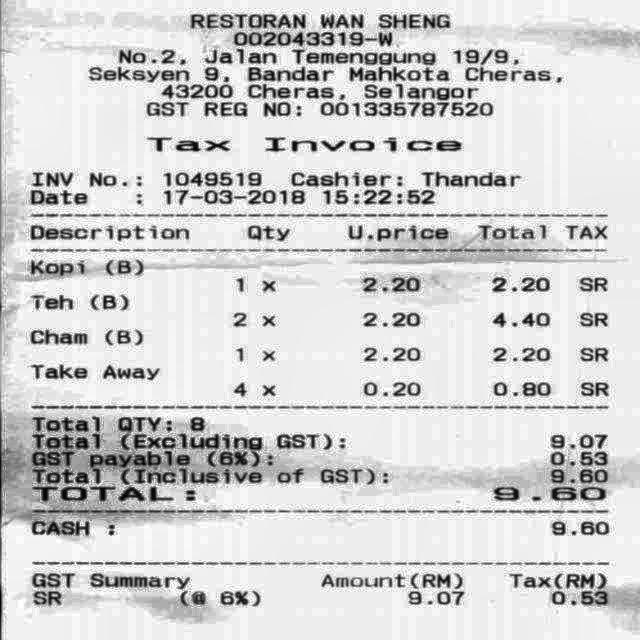 RESTORAN WAN SHENG
002043319-W
No.2, Jalan Temenggung 19/9,
Seksyen 9, Bandar Mahkota Cheras,
43200 Cheras, Selangor
GST REG NO: 001335787520
Tax Invoice
INV No.: 1049519 Cashier: Thandar
Date : 17-03-2018 15:22:52
Description Qty U.price Total TAX
Kopi (B)
1 x 2.20 2.20 SR
Teh (B)
2 x 2.20 4.40 SR
Cham (B)
1 x 2.20 2.20 SR
Take Away
4 x 0.20 0.80 SR
Total QTY: 8
Total (Excluding GST): 9.07
GST payable (6%): 0.53
Total (Inclusive of GST): 9.60
TOTAL: 9.60
CASH : 9.60
GST Summary Amount(RM) Tax(RM)
SR (@ 6%) 9.07 0.53